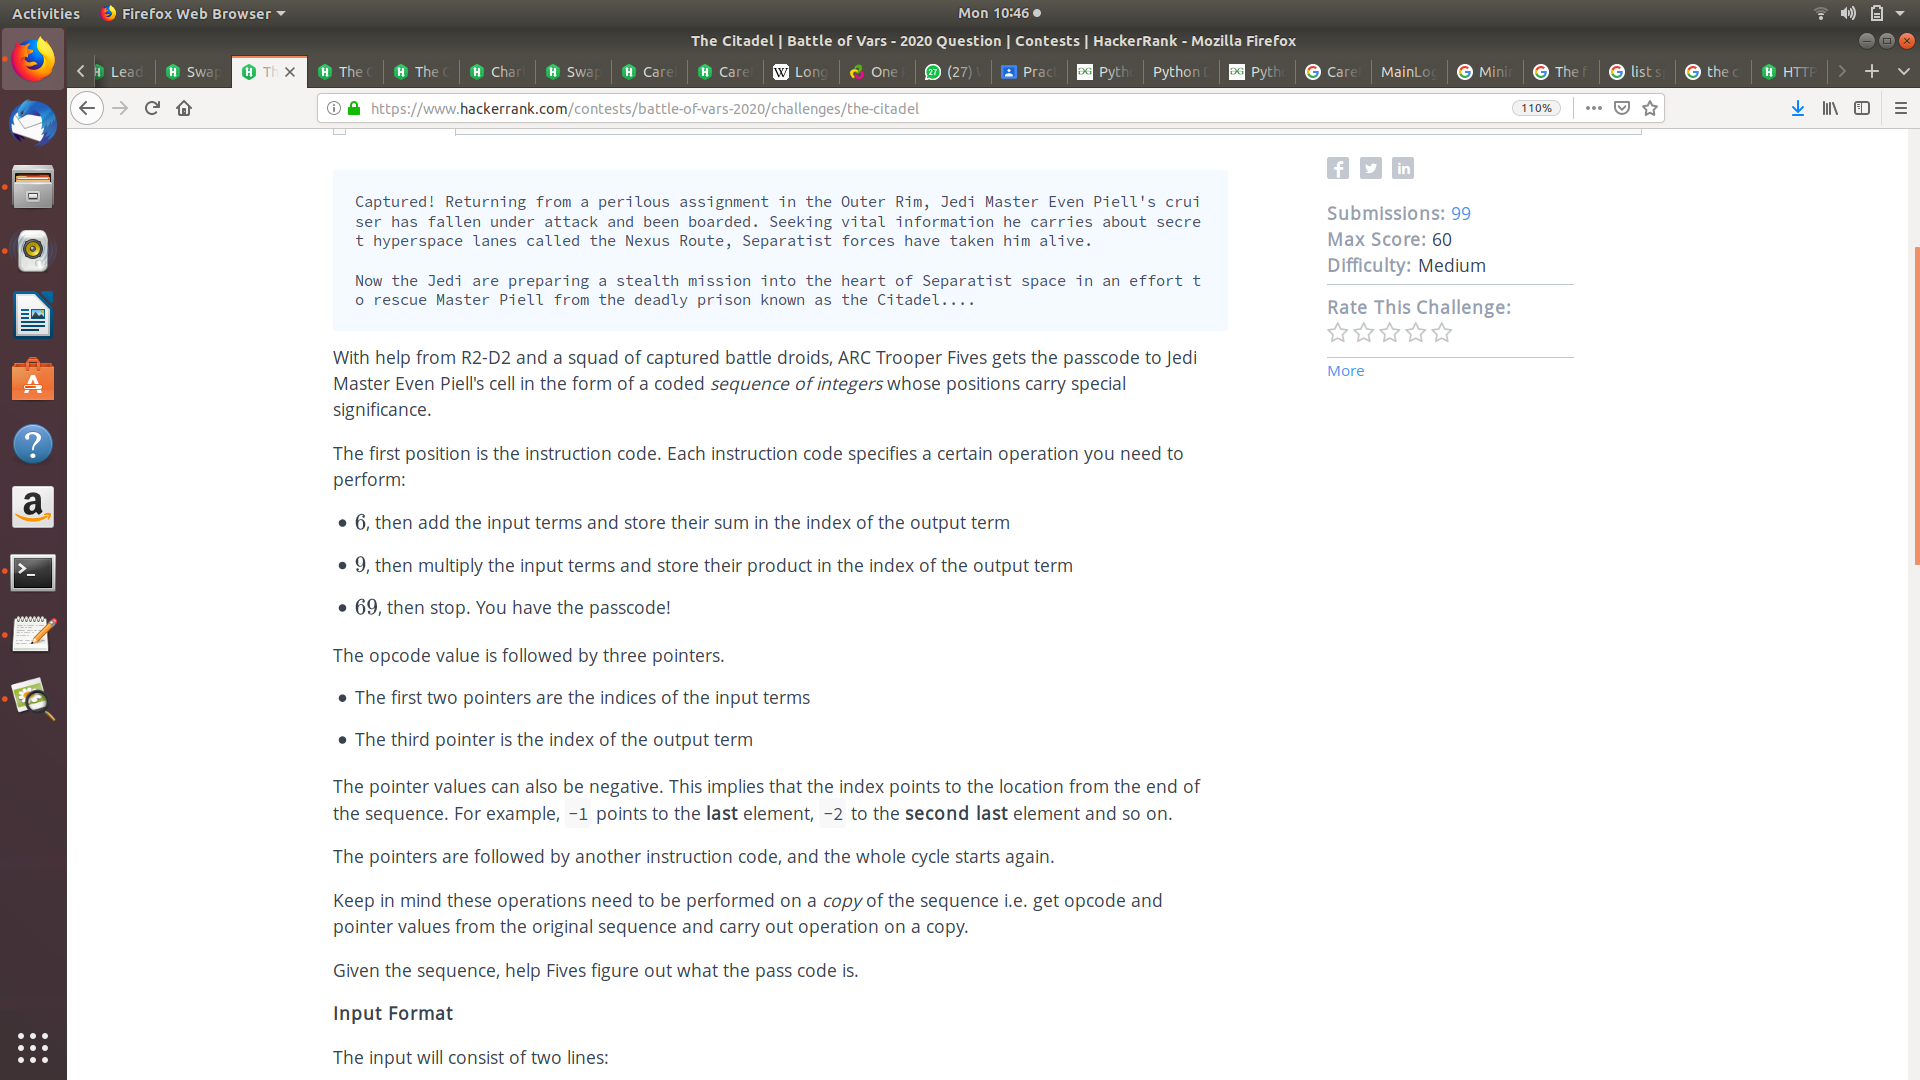 Activities
Firefox Web Browser
Mon 10:46
The Citadel | Battle of Vars - 2020 Question | Contests | HackerRank - Mozilla Firefox
Lead Swap Th The C The C Char Swap Care Care Long One (27) Prac Pyth Python Pyth Care MainLog Mini The f list s the c HTTP
https://www.hackerrank.com/contests/battle-of-vars-2020/challenges/the-citadel
110%
Captured! Returning from a perilous assignment in the Outer Rim, Jedi Master Even Piell's crui
ser has fallen under attack and been boarded. Seeking vital information he carries about secre
t hyperspace lanes called the Nexus Route, Separatist forces have taken him alive.
Now the Jedi are preparing a stealth mission into the heart of Separatist space in an effort t
o rescue Master Piell from the deadly prison known as the Citadel....
With help from R2-D2 and a squad of captured battle droids, ARC Trooper Fives gets the passcode to Jedi
Master Even Piell's cell in the form of a coded sequence of integers whose positions carry special
significance.
The first position is the instruction code. Each instruction code specifies a certain operation you need to
perform:
• 6, then add the input terms and store their sum in the index of the output term
• 9, then multiply the input terms and store their product in the index of the output term
• 69, then stop. You have the passcode!
The opcode value is followed by three pointers.
• The first two pointers are the indices of the input terms
• The third pointer is the index of the output term
The pointer values can also be negative. This implies that the index points to the location from the end of
the sequence. For example, -1 points to the last element, -2 to the second last element and so on.
The pointers are followed by another instruction code, and the whole cycle starts again.
Keep in mind these operations need to be performed on a copy of the sequence i.e. get opcode and
pointer values from the original sequence and carry out operation on a copy.
Given the sequence, help Fives figure out what the pass code is.
Input Format
The input will consist of two lines:
Submissions: 99
Max Score: 60
Difficulty: Medium
Rate This Challenge:
More